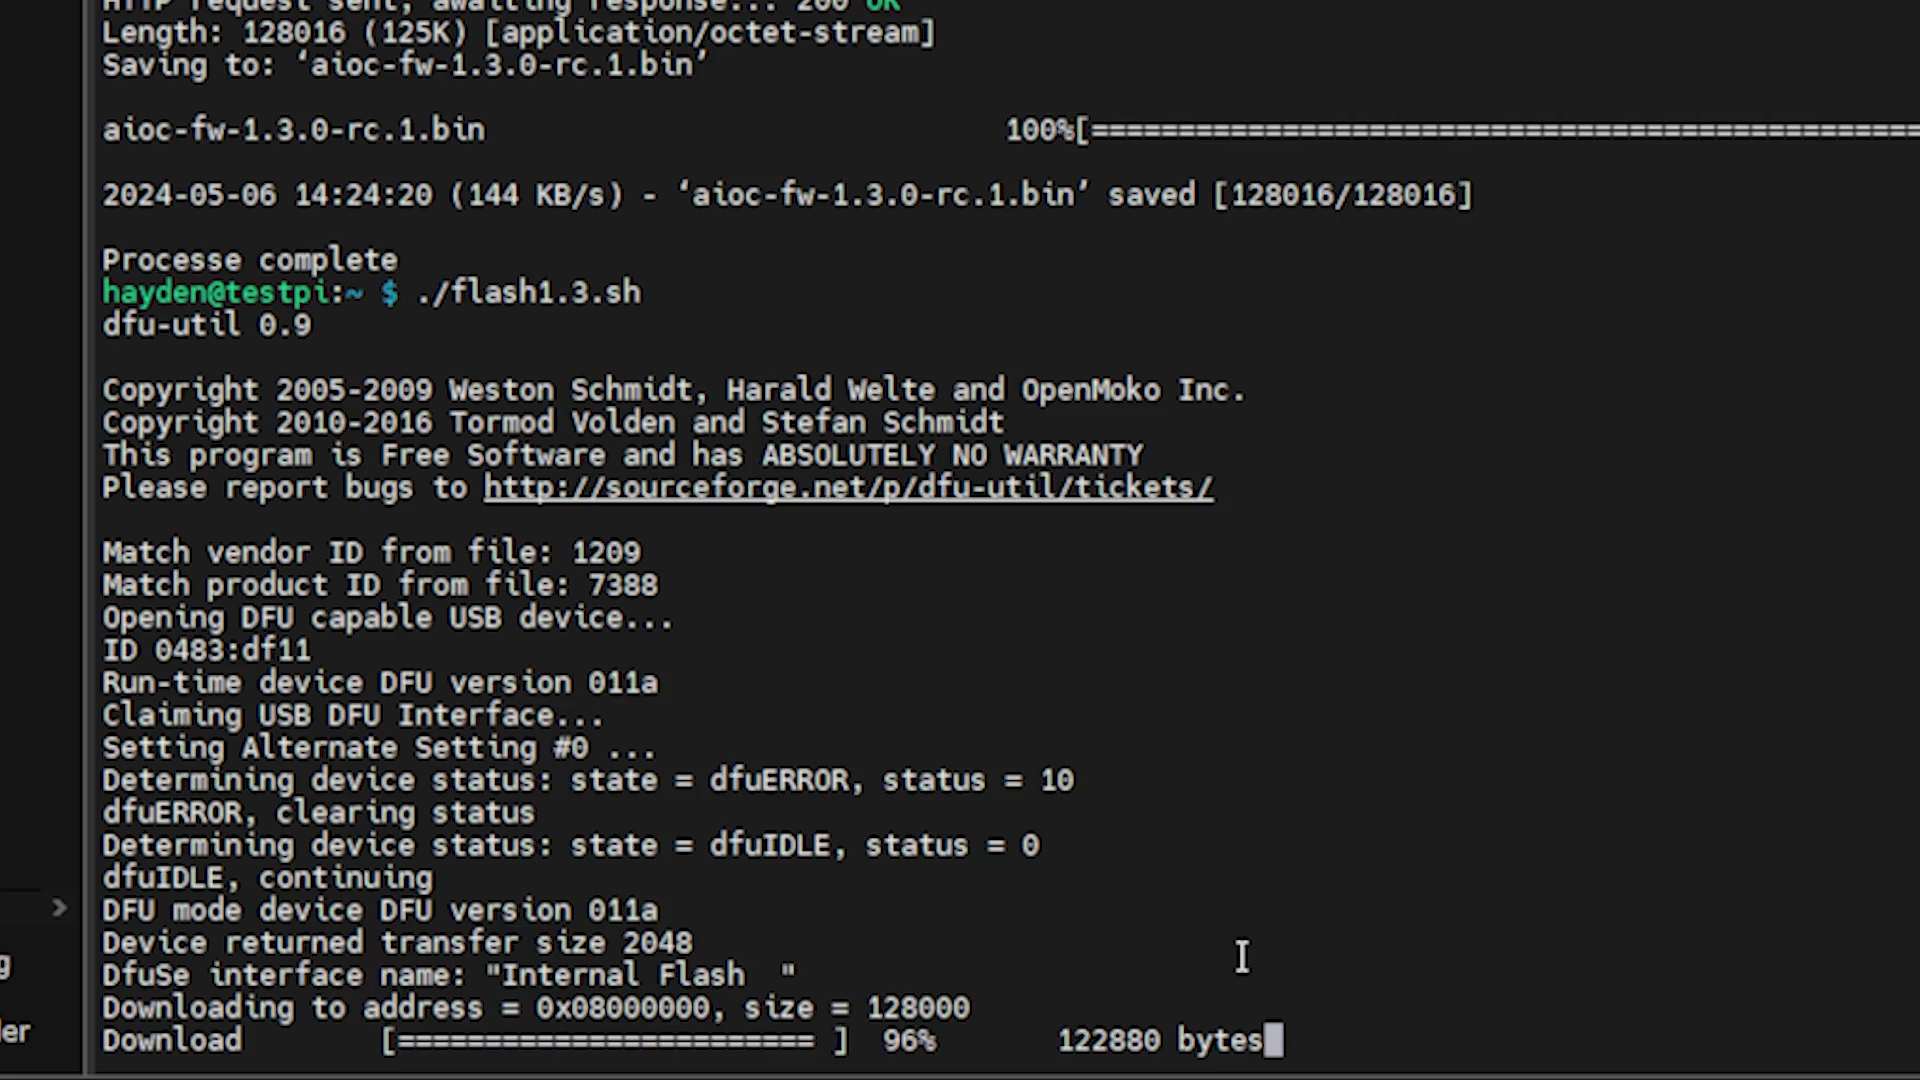 HTTP request sent, awaiting response... 200 OK
Length: 128016 (125K) [application/octet-stream]
Saving to: ‘aioc-fw-1.3.0-rc.1.bin’
aioc-fw-1.3.0-rc.1.bin 100%[================================================
2024-05-06 14:24:20 (144 KB/s) - ‘aioc-fw-1.3.0-rc.1.bin’ saved [128016/128016]
Processe complete
hayden@testpi:~ $ ./flash1.3.sh
dfu-util 0.9
Copyright 2005-2009 Weston Schmidt, Harald Welte and OpenMoko Inc.
Copyright 2010-2016 Tormod Volden and Stefan Schmidt
This program is Free Software and has ABSOLUTELY NO WARRANTY
Please report bugs to http://sourceforge.net/p/dfu-util/tickets/
Match vendor ID from file: 1209
Match product ID from file: 7388
Opening DFU capable USB device...
ID 0483:df11
Run-time device DFU version 011a
Claiming USB DFU Interface...
Setting Alternate Setting #0 ...
Determining device status: state = dfuERROR, status = 10
dfuERROR, clearing status
Determining device status: state = dfuIDLE, status = 0
dfuIDLE, continuing
DFU mode device DFU version 011a
Device returned transfer size 2048
DfuSe interface name: "Internal Flash  "
Downloading to address = 0x08000000, size = 128000
Download [======================== ] 96% 122880 bytes